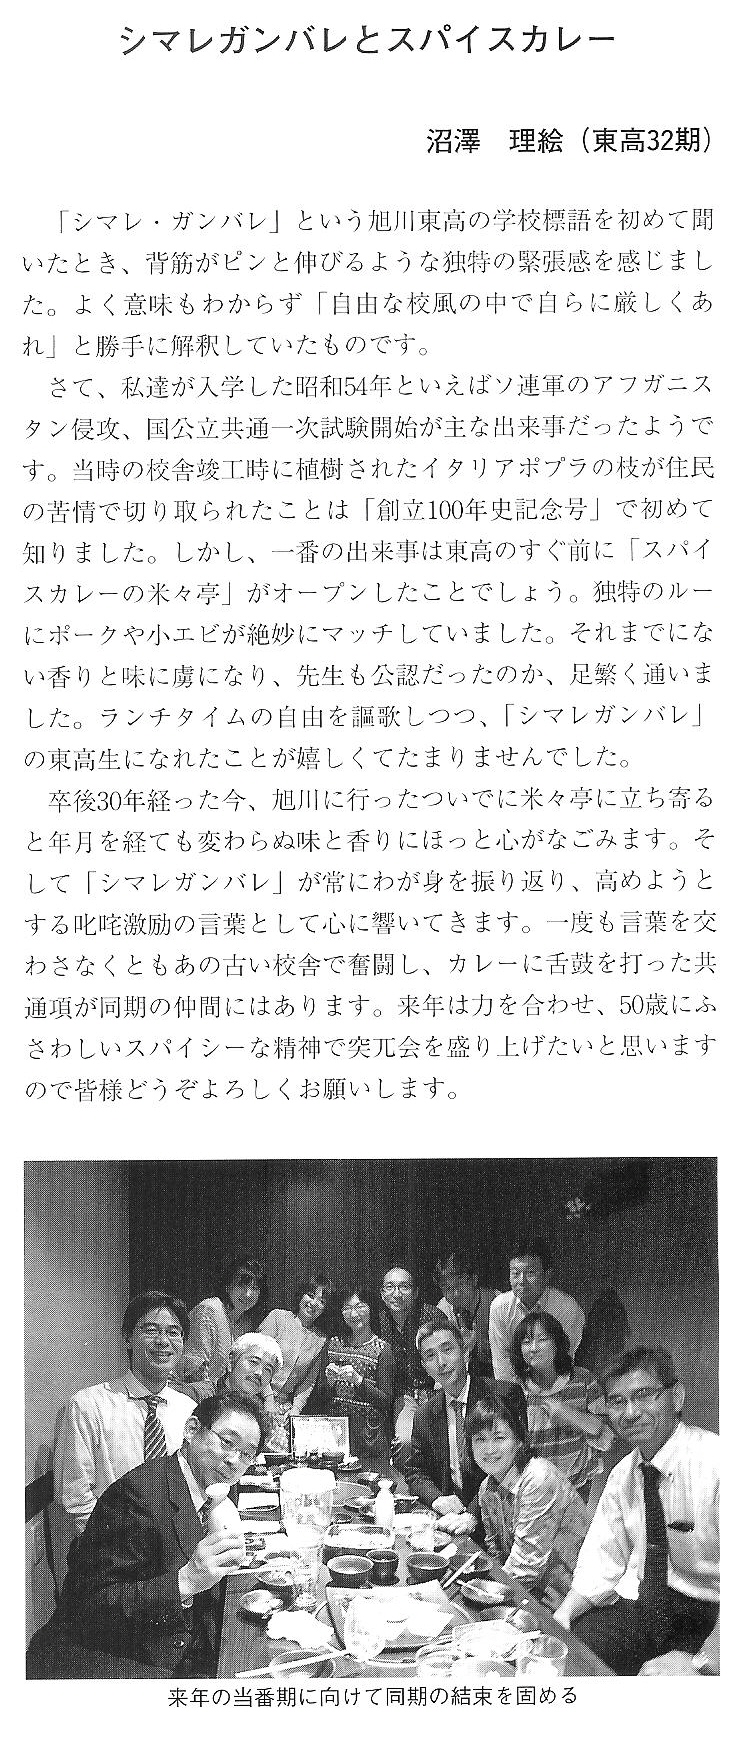 シマレガンバレとスパイスカレー
沼澤　理絵（東高32期）
「シマレ・ガンバレ」という旭川東高の学校標語を初めて聞
いたとき、背筋がピンと伸びるような独特の緊張感を感じまし
た。よく意味もわからず「自由な校風の中で自らに厳しくあ
れ」と勝手に解釈していたものです。
さて、私達が入学した昭和54年といえばソ連軍のアフガニス
タン侵攻、国公立共通一次試験開始が主な出来事だったようで
す。当時の校舎竣工時に植樹されたイタリアポプラの枝が住民
の苦情で切り取られたことは「創立100年史記念号」で初めて
知りました。しかし、一番の出来事は東高のすぐ前に「スパイ
スカレーの米々亭」がオープンしたことでしょう。独特のルー
にポークや小エビが絶妙にマッチしていました。それまでにな
い香りと味に虜になり、先生も公認だったのか、足繁く通いま
した。ランチタイムの自由を謳歌しつつ、「シマレガンバレ」
の東高生になれたことが嬉しくてたまりませんでした。
卒後30年経った今、旭川に行ったついでに米々亭に立ち寄る
と年月を経ても変わらぬ味と香りにほっと心がなごみます。そ
して「シマレガンバレ」が常にわが身を振り返り、高めようと
する叱咤激励の言葉として心に響いてきます。一度も言葉を交
わさなくともあの古い校舎で奮闘し、カレーに舌鼓を打った共
通項が同期の仲間にはあります。来年は力を合わせ、50歳にふ
さわしいスパイシーな精神で突兀会を盛り上げたいと思います
ので皆様どうぞよろしくお願いします。
来年の当番期に向けて同期の結束を固める